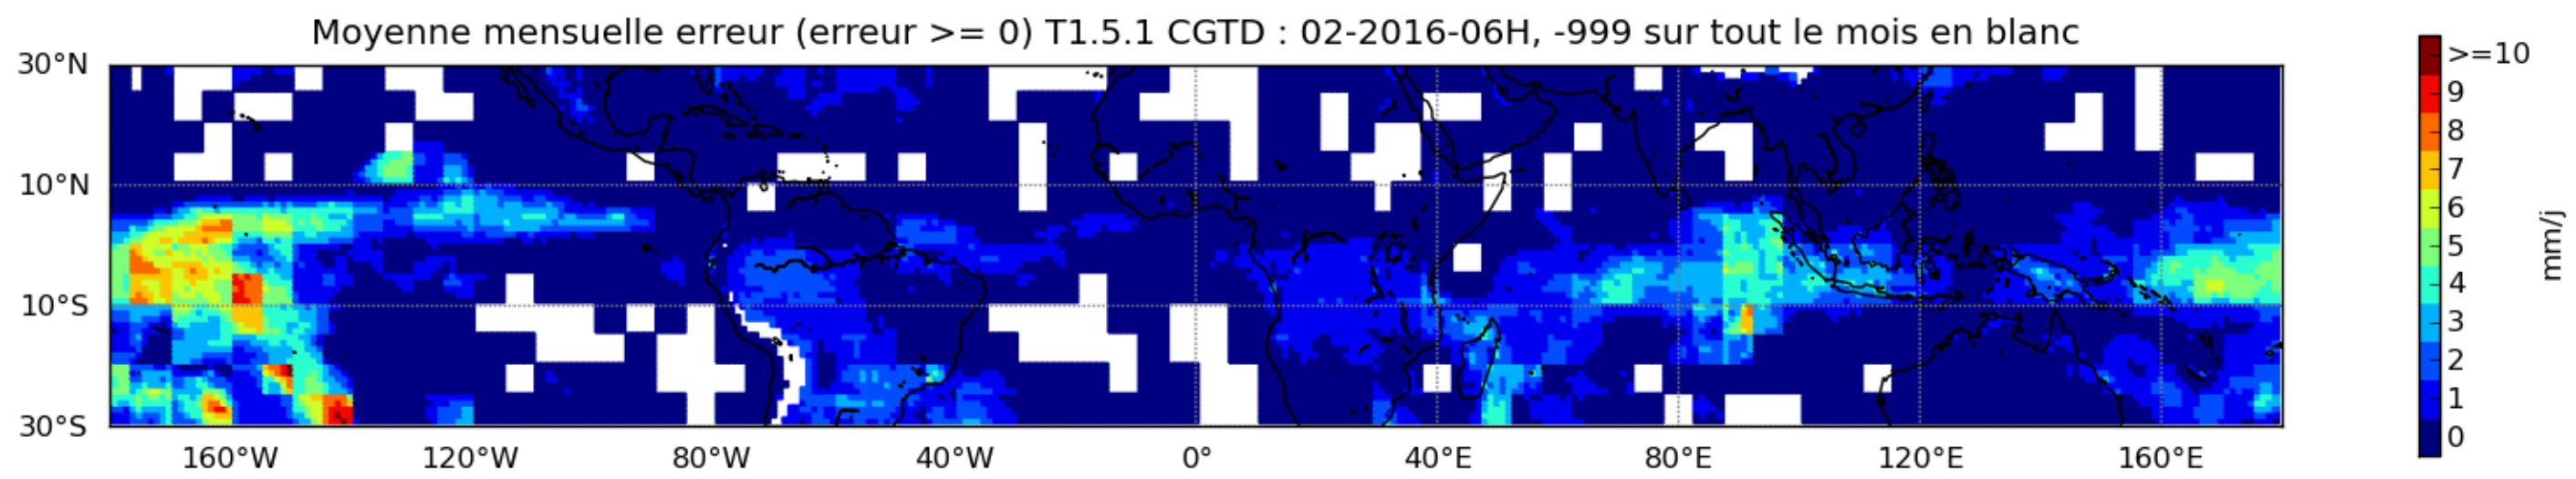 Moyenne mensuelle erreur (erreur >= 0) T1.5.1 CGTD : 02-2016-06H, -999 sur tout le mois en blanc
30°N
10°N
10°S
30°S
160°W 120°W 80°W 40°W 0° 40°E 80°E 120°E 160°E
>=10
9
8
7
6
5
4
3
2
1
0
mm/j